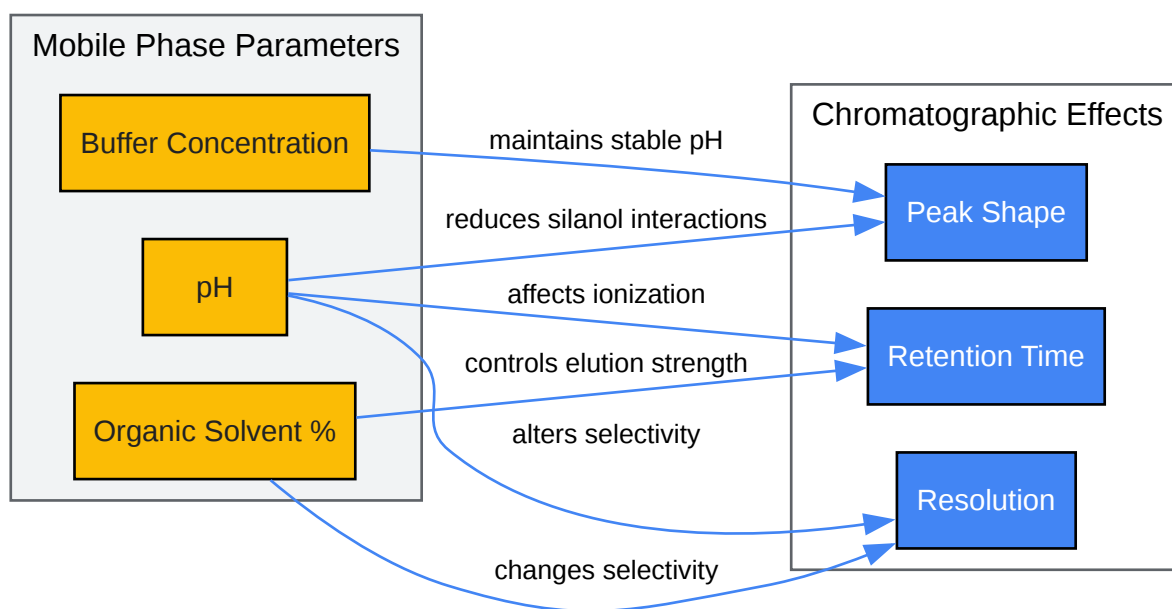 Mobile Phase Parameters
Buffer Concentration
pH
Organic Solvent %
maintains stable pH
reduces silanol interactions
affects ionization
controls elution strength
alters selectivity
changes selectivity
Chromatographic Effects
Peak Shape
Retention Time
Resolution